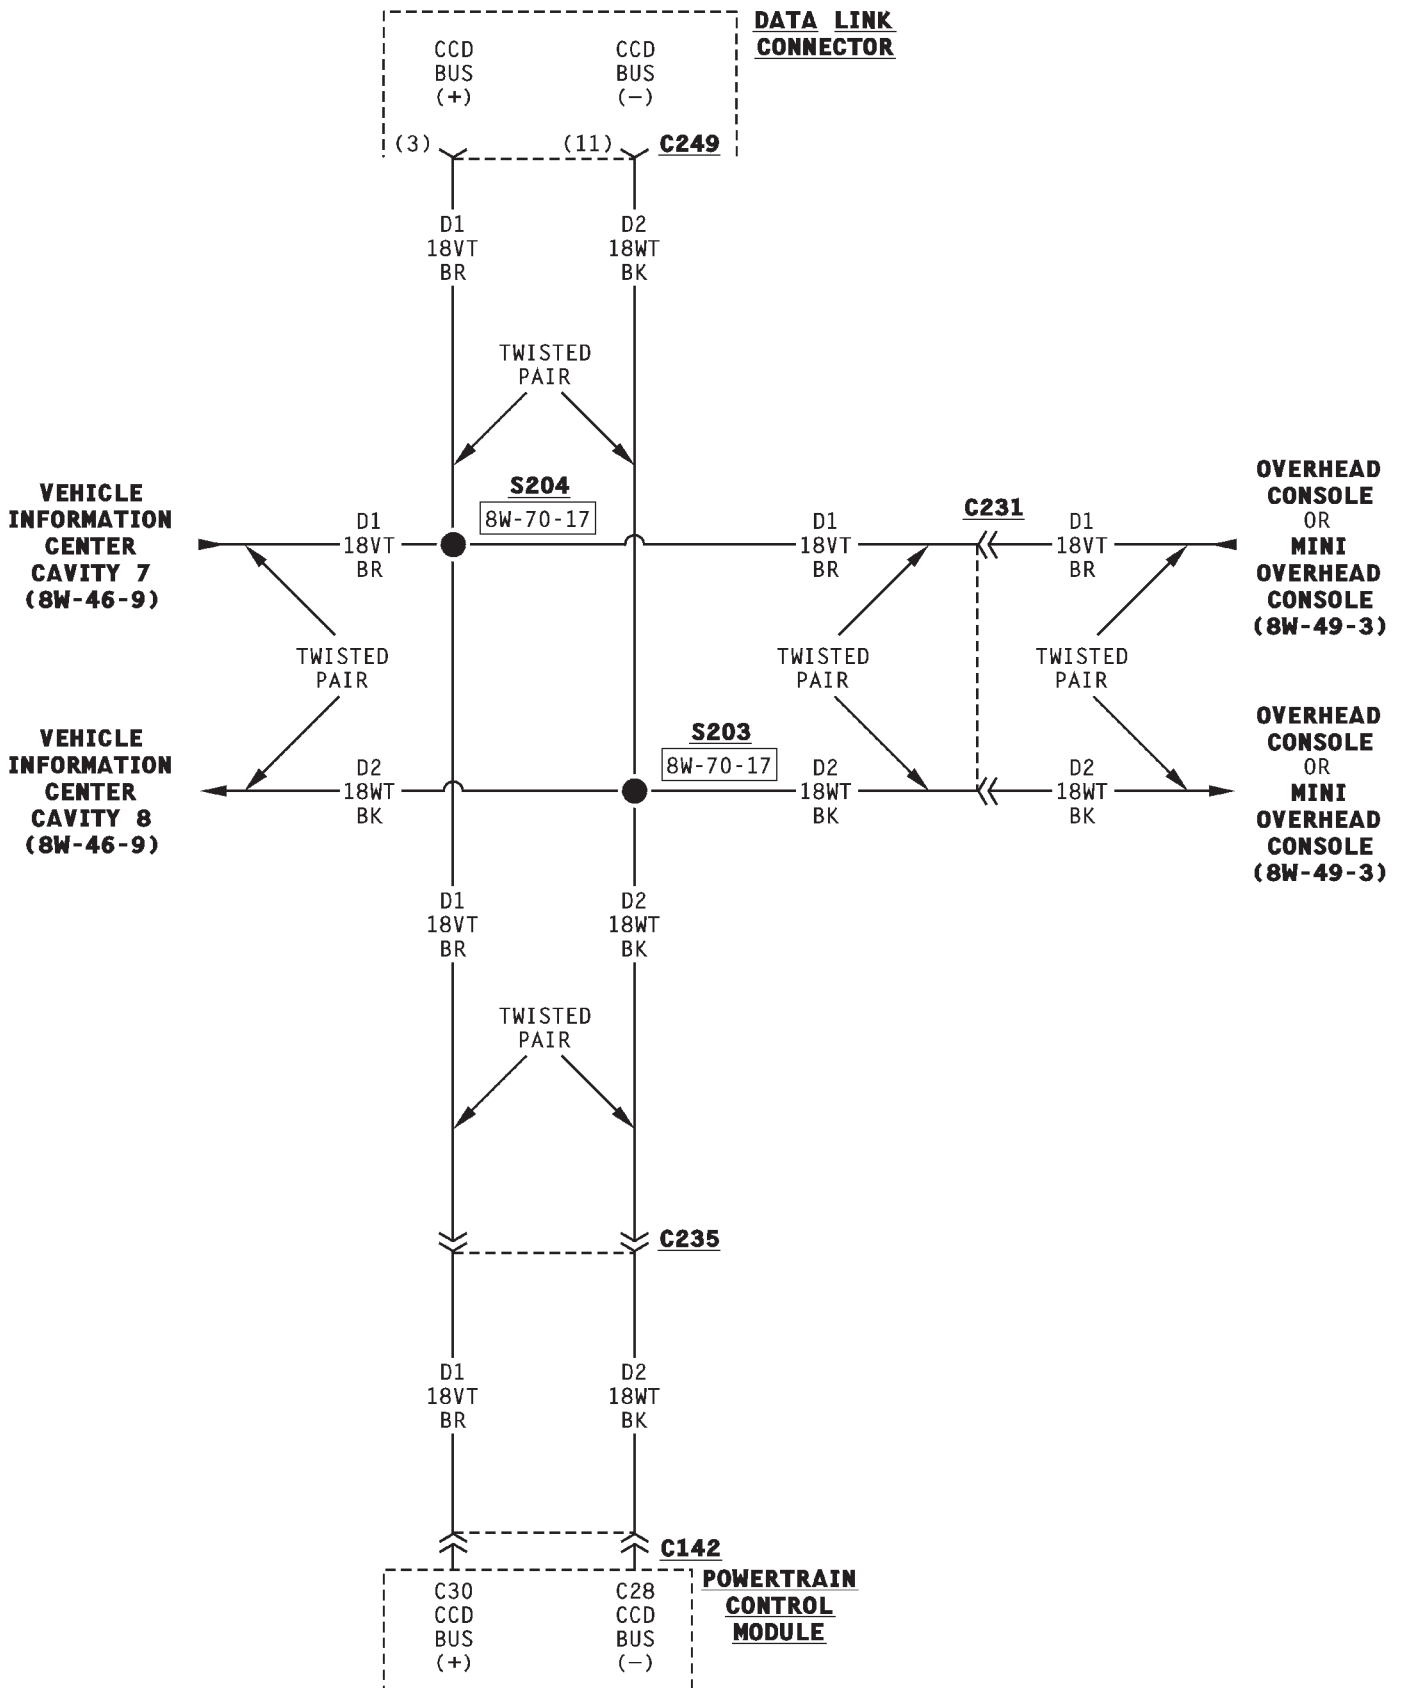 DATA LINK
CONNECTOR
CCD
BUS
(+)
CCD
BUS
(−)
(3)
(11)
C249
D1
18VT
BR
D2
18WT
BK
TWISTED
PAIR
VEHICLE
INFORMATION
CENTER
CAVITY 7
(8W-46-9)
D1
18VT
BR
S204
8W-70-17
D1
18VT
BR
C231
D1
18VT
BR
OVERHEAD
CONSOLE
OR
MINI
OVERHEAD
CONSOLE
(8W-49-3)
TWISTED
PAIR
TWISTED
PAIR
TWISTED
PAIR
VEHICLE
INFORMATION
CENTER
CAVITY 8
(8W-46-9)
D2
18WT
BK
S203
8W-70-17
D2
18WT
BK
D2
18WT
BK
OVERHEAD
CONSOLE
OR
MINI
OVERHEAD
CONSOLE
(8W-49-3)
D1
18VT
BR
D2
18WT
BK
TWISTED
PAIR
C235
D1
18VT
BR
D2
18WT
BK
C142
C30
CCD
BUS
(+)
C28
CCD
BUS
(−)
POWERTRAIN
CONTROL
MODULE